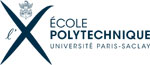 l'X
ÉCOLE
POLYTECHNIQUE
UNIVERSITÉ PARIS-SACLAY